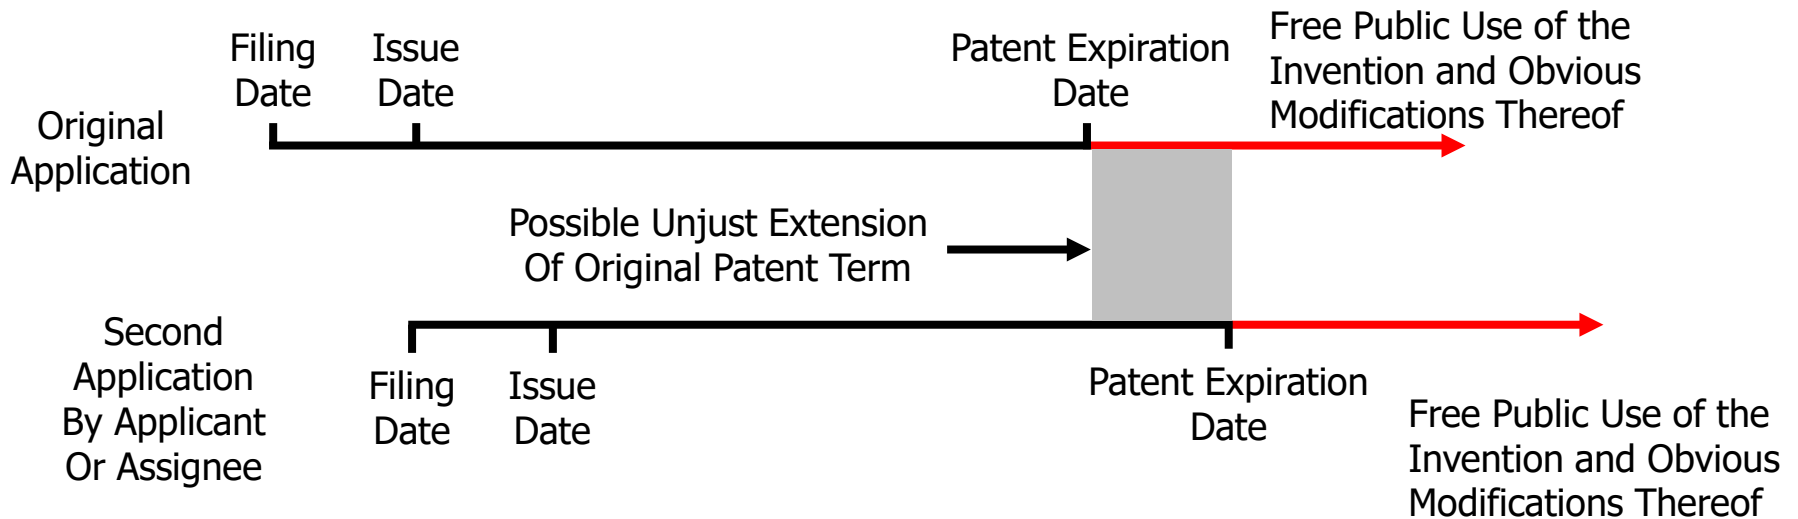 Filing
Date
Issue
Date
Patent Expiration
Date
Free Public Use of the
Invention and Obvious
Modifications Thereof
Original
Application
Possible Unjust Extension
Of Original Patent Term
Second
Application
By Applicant
Or Assignee
Filing
Date
Issue
Date
Patent Expiration
Date
Free Public Use of the
Invention and Obvious
Modifications Thereof